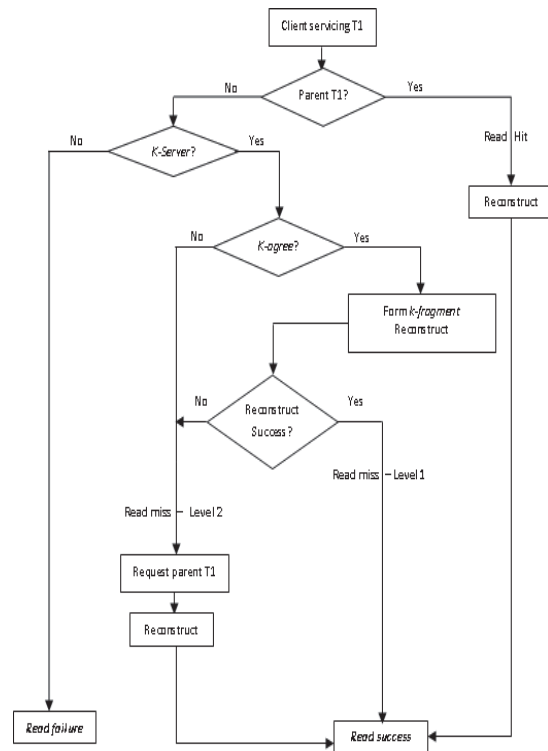 Client servicing T1
No
Parent T1?
Yes
No
K-Server?
Yes
Read Hit
Reconstruct
No
K-agree?
Yes
Form k-fragment
Reconstruct
No
Reconstruct
Success?
Yes
Read miss – Level 1
Read miss – Level 2
Request parent T1
Reconstruct
Read failure
Read success